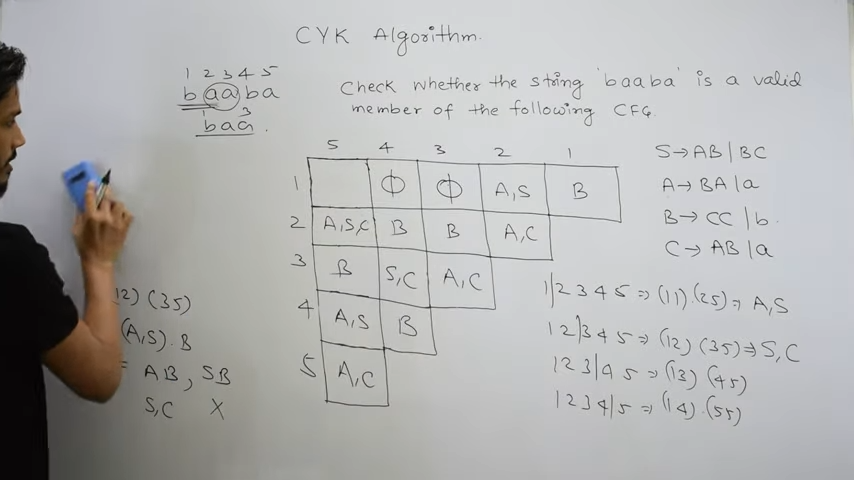 CYK Algorithm.
1 2 3 4 5
b aa ba
1 3
baa.
Check whether the string 'baaba' is a valid
member of the following CFG.
5 4 3 2 1
1 Φ Φ A,S B
2 A,S,C B B A,C
3 B S,C A,C
4 A,S B
5 A,C
S→AB|BC
A→BA|a
B→CC|b
C→AB|a
1|2 3 4 5 ⇒ (11).(25) ⇒ A,S
1 2|3 4 5 ⇒ (12) (35) ⇒ S,C
1 2 3|4 5 ⇒ (13) (45)
1 2 3 4|5 ⇒ (14).(55)
12) (35)
(A,S).B
= AB, SB
S,C X